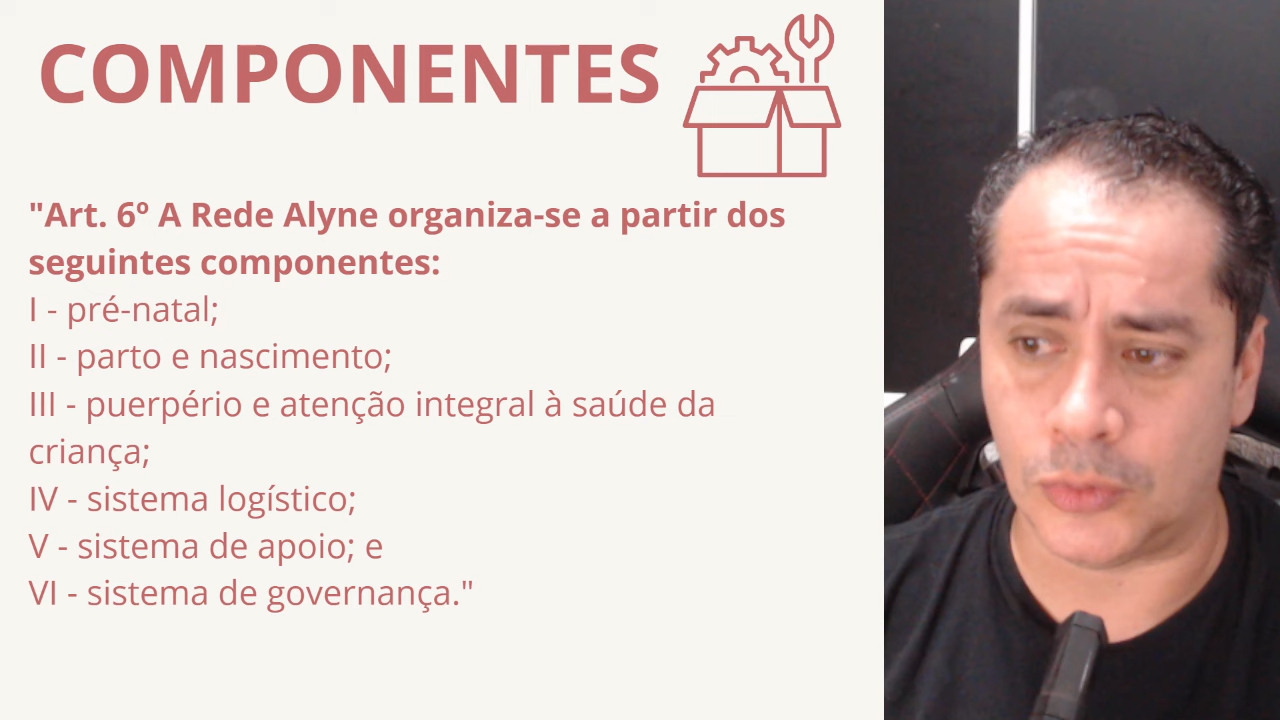 COMPONENTES
"Art. 6º A Rede Alyne organiza-se a partir dos
seguintes componentes:
I - pré-natal;
II - parto e nascimento;
III - puerpério e atenção integral à saúde da
criança;
IV - sistema logístico;
V - sistema de apoio; e
VI - sistema de governança."